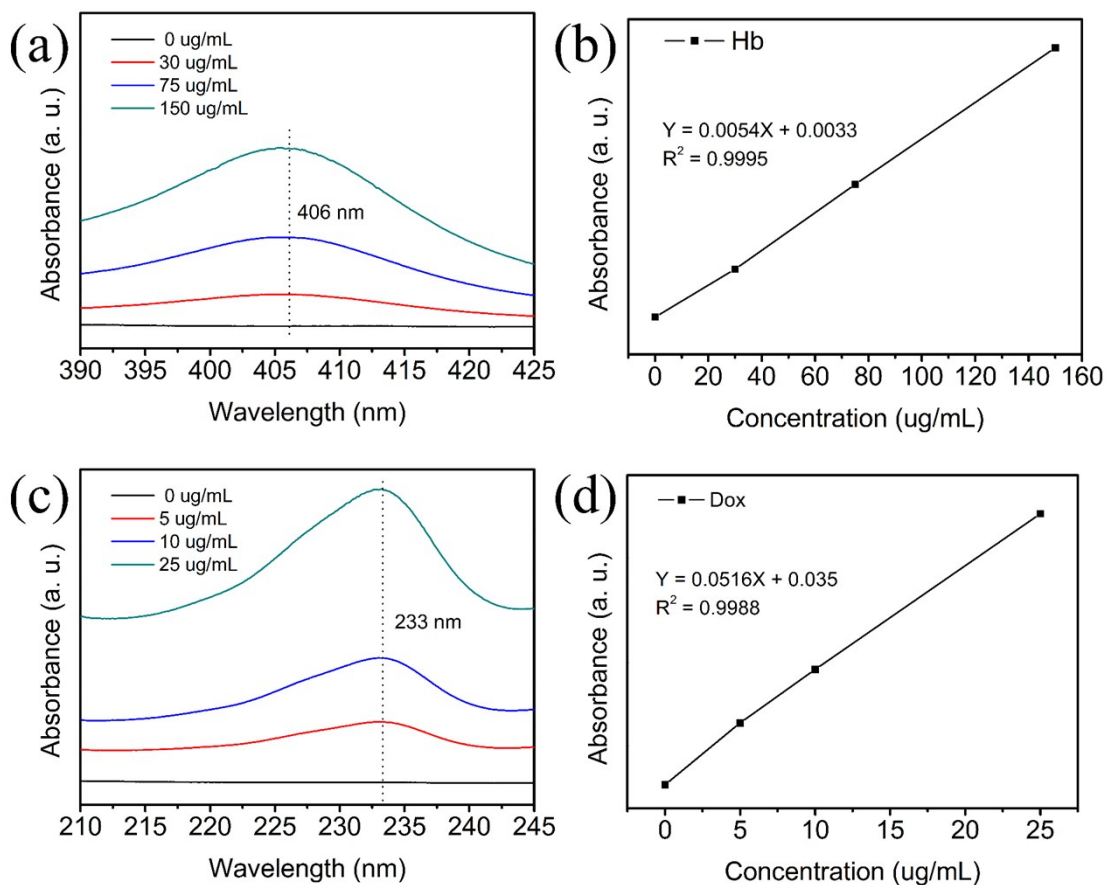 (a)
0 ug/mL
30 ug/mL
75 ug/mL
150 ug/mL
406 nm
Absorbance (a. u.)
390 395 400 405 410 415 420 425
Wavelength (nm)
(b)
Hb
Y = 0.0054X + 0.0033
R² = 0.9995
Absorbance (a. u.)
0 20 40 60 80 100 120 140 160
Concentration (ug/mL)
(c)
0 ug/mL
5 ug/mL
10 ug/mL
25 ug/mL
233 nm
Absorbance (a. u.)
210 215 220 225 230 235 240 245
Wavelength (nm)
(d)
Dox
Y = 0.0516X + 0.035
R² = 0.9988
Absorbance (a. u.)
0 5 10 15 20 25
Concentration (ug/mL)